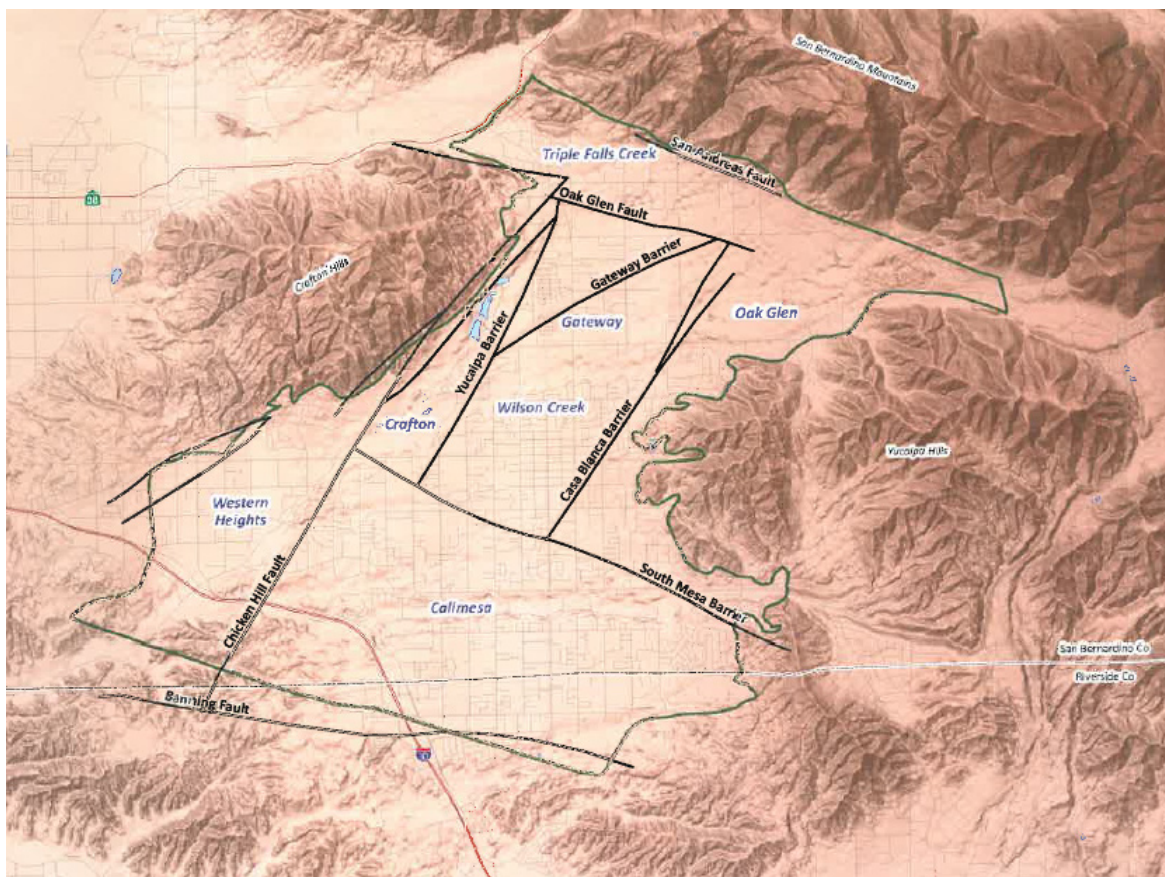 San Bernardino Mountains
Triple Falls Creek
San Andreas Fault
38
Oak Glen Fault
Crafton Hills
Gateway Barrier
Oak Glen
Gateway
Yucaipa Barrier
Wilson Creek
Crafton
Casa Blanca Barrier
Yucaipa Hills
Western
Heights
Chicken Hill Fault
South Mesa Barrier
Calimesa
San Bernardino Co
Riverside Co
Banning Fault
10